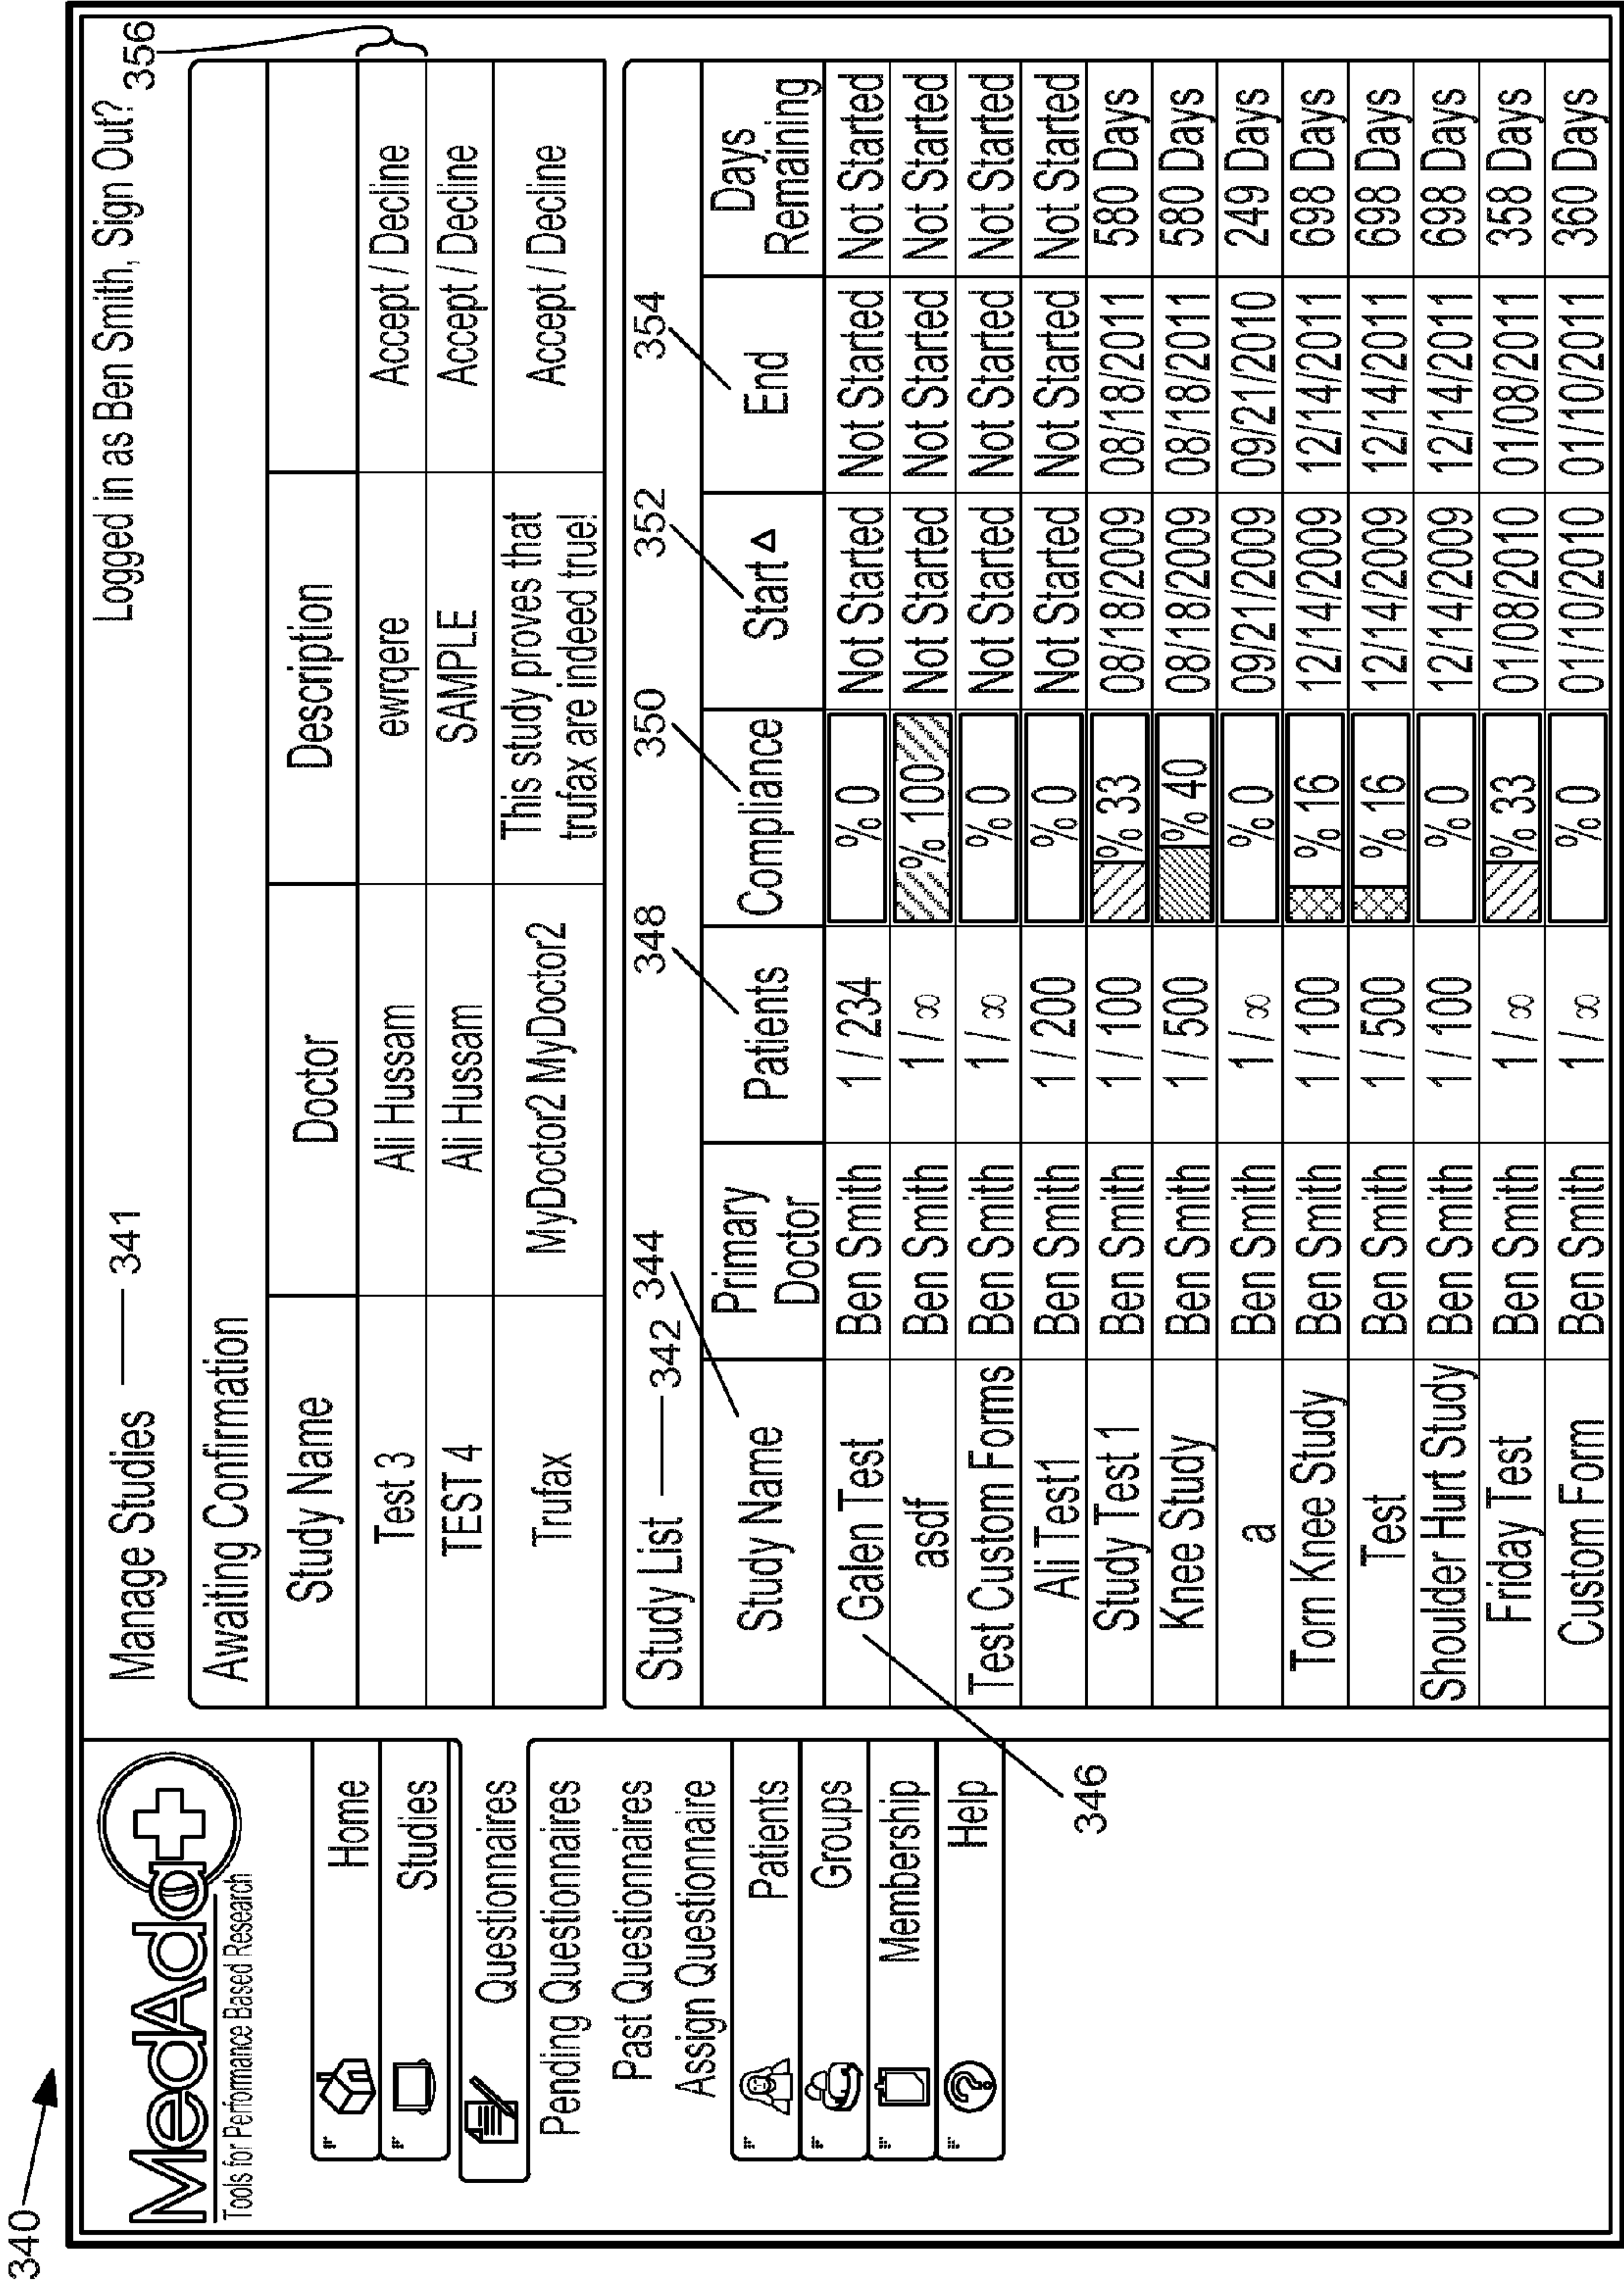 340
MedAda
Tools for Performance Based Research
Home
Studies
Questionnaires
Pending Questionnaires
Past Questionnaires
Assign Questionnaire
Patients
Groups
Membership
Help
Manage Studies 341
Logged in as Ben Smith, Sign Out?
356
Awaiting Confirmation
Study Name Doctor Description
Test 3 Ali Hussam ewrqere Accept / Decline
TEST 4 Ali Hussam SAMPLE Accept / Decline
Trufax MyDoctor2 MyDoctor2 This study proves that
trufax are indeed true! Accept / Decline
Study List 342 344 348 350 352 354
Study Name Primary
Doctor Patients Compliance Start Δ End Days
Remaining
Galen Test Ben Smith 1 / 234 % 0 Not Started Not Started Not Started
asdf Ben Smith 1 / ∞ % 100 Not Started Not Started Not Started
Test Custom Forms Ben Smith 1 / ∞ % 0 Not Started Not Started Not Started
Ali Test1 Ben Smith 1 / 200 % 0 Not Started Not Started Not Started
Study Test 1 Ben Smith 1 / 100 % 33 08/18/2009 08/18/2011 580 Days
Knee Study Ben Smith 1 / 500 % 40 08/18/2009 08/18/2011 580 Days
a Ben Smith 1 / ∞ % 0 09/21/2009 09/21/2010 249 Days
Torn Knee Study Ben Smith 1 / 100 % 16 12/14/2009 12/14/2011 698 Days
Test Ben Smith 1 / 500 % 16 12/14/2009 12/14/2011 698 Days
Shoulder Hurt Study Ben Smith 1 / 100 % 0 12/14/2009 12/14/2011 698 Days
Friday Test Ben Smith 1 / ∞ % 33 01/08/2010 01/08/2011 358 Days
Custom Form Ben Smith 1 / ∞ % 0 01/10/2010 01/10/2011 360 Days
346